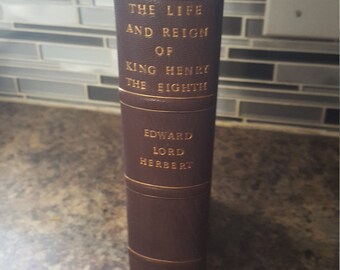 THE LIFE
AND REIGN
OF
KING HENRY
THE EIGHTH
EDWARD
LORD
HERBERT